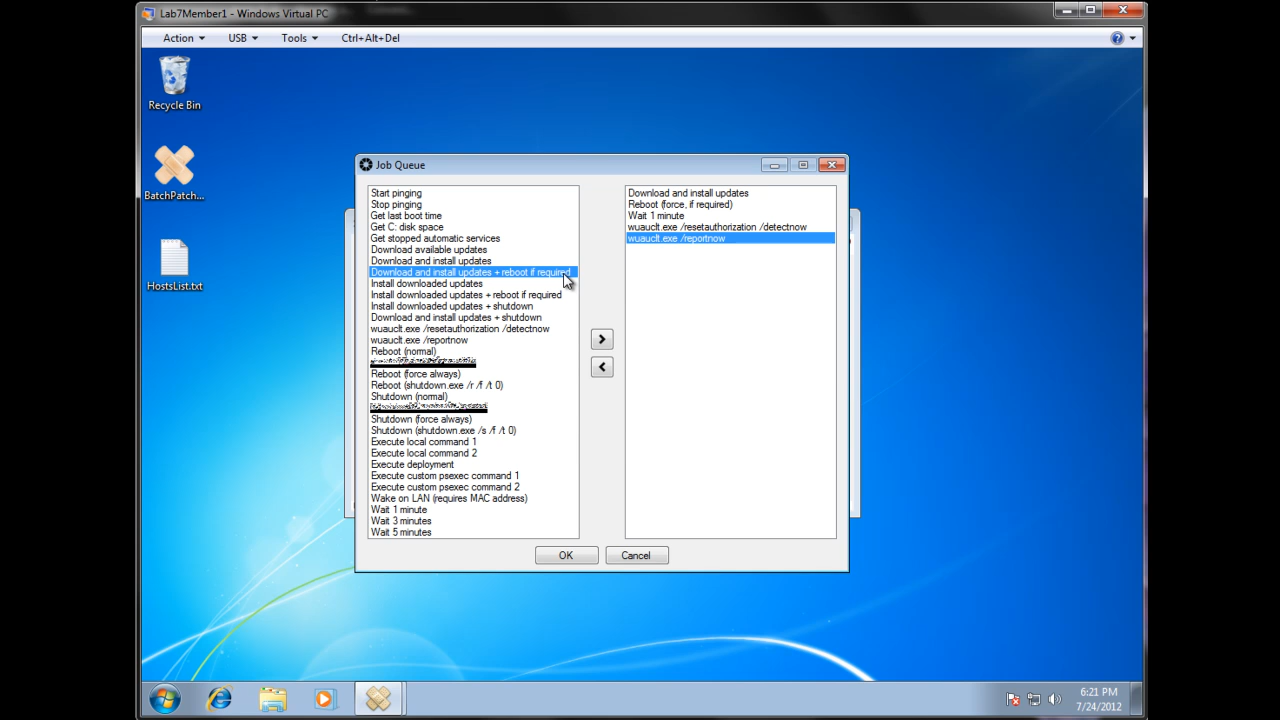 Lab7Member1 - Windows Virtual PC
Action USB Tools Ctrl+Alt+Del
Recycle Bin
BatchPatch...
HostsList.txt
Job Queue
Start pinging
Stop pinging
Get last boot time
Get C: disk space
Get stopped automatic services
Download available updates
Download and install updates
Download and install updates + reboot if required
Install downloaded updates
Install downloaded updates + reboot if required
Install downloaded updates + shutdown
Download and install updates + shutdown
wuauclt.exe /resetauthorization /detectnow
wuauclt.exe /reportnow
Reboot (normal)
Reboot (force always)
Reboot (shutdown.exe /r /f /t 0)
Shutdown (normal)
Shutdown (force always)
Shutdown (shutdown.exe /s /f /t 0)
Execute local command 1
Execute local command 2
Execute deployment
Execute custom psexec command 1
Execute custom psexec command 2
Wake on LAN (requires MAC address)
Wait 1 minute
Wait 3 minutes
Wait 5 minutes
>
<
Download and install updates
Reboot (force, if required)
Wait 1 minute
wuauclt.exe /resetauthorization /detectnow
wuauclt.exe /reportnow
OK Cancel
6:21 PM
7/24/2012